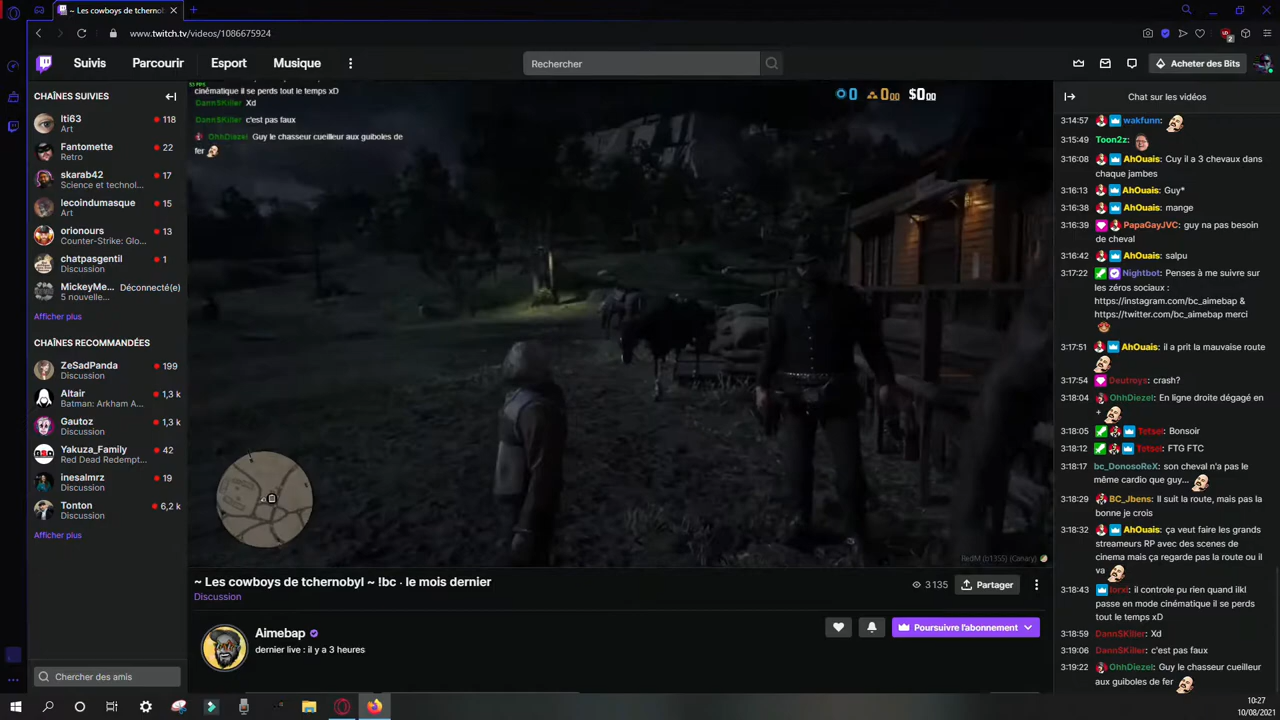 ~ Les cowboys de tchernobyl
www.twitch.tv/videos/1086675924
Suivis
Parcourir
Esport
Musique
Rechercher
Acheter des Bits
CHAÎNES SUIVIES
lti63
118
Art
Fantomette
22
Retro
skarab42
17
Science et technol...
lecoindumasque
15
Art
orionours
13
Counter-Strike: Glo...
chatpasgentil
1
Discussion
MickeyMe...
Déconnecté(e)
5 nouvelle...
Afficher plus
CHAÎNES RECOMMANDÉES
ZeSadPanda
199
Discussion
Altair
1,3 k
Batman: Arkham A...
Gautoz
1,3 k
Discussion
Yakuza_Family
42
Red Dead Redempt...
inesalmrz
19
Discussion
Tonton
6,2 k
Discussion
Afficher plus
Chercher des amis
cinématique il se perds tout le temps xD
DannSKiller Xd
DannSKiller c'est pas faux
OhhDiezel Guy le chasseur cueilleur aux guiboles de
fer
0
000
$000
RedM (b1355) (Canary)
~ Les cowboys de tchernobyl ~ !bc · le mois dernier
Discussion
3 135
Partager
Aimebap
dernier live : il y a 3 heures
Poursuivre l'abonnement
Chat sur les vidéos
3:14:57 wakfunn:
3:15:49 Toon2z:
3:16:08 AhOuais: Cuy il a 3 chevaux dans
chaque jambes
3:16:13 AhOuais: Guy*
3:16:38 AhOuais: mange
3:16:39 PapaGayJVC: guy na pas besoin
de cheval
3:16:42 AhOuais: salpu
3:17:22 Nightbot: Penses à me suivre sur
les zéros sociaux :
https://instagram.com/bc_aimebap &
https://twitter.com/bc_aimebap merci
3:17:51 AhOuais: il a prit la mauvaise route
3:17:54 Deutroys: crash?
3:18:04 OhhDiezel: En ligne droite dégagé en
+
3:18:05 Tetsei: Bonsoir
3:18:12 Tetsei: FTG FTC
3:18:17 bc_DonosoReX: son cheval n'a pas le
même cardio que guy...
3:18:29 BC_Jbens: Il suit la route, mais pas la
bonne je crois
3:18:32 AhOuais: ça veut faire les grands
streameurs RP avec des scenes de
cinema mais ça regarde pas la route ou il
va
3:18:43 lorxi: il controle pu rien quand ilkl
passe en mode cinématique il se perds
tout le temps xD
3:18:59 DannSKiller: Xd
3:19:06 DannSKiller: c'est pas faux
3:19:22 OhhDiezel: Guy le chasseur cueilleur
aux guiboles de fer
10:27
10/08/2021